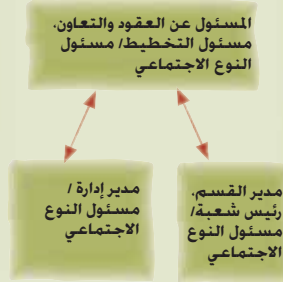 المسئول عن العقود والتعاون،
مسئول التخطيط/ مسئول
النوع الاجتماعي
مدير القسم،
رئيس شعبة/
مسئول النوع
الاجتماعي
مدير إدارة /
مسئول النوع
الاجتماعي